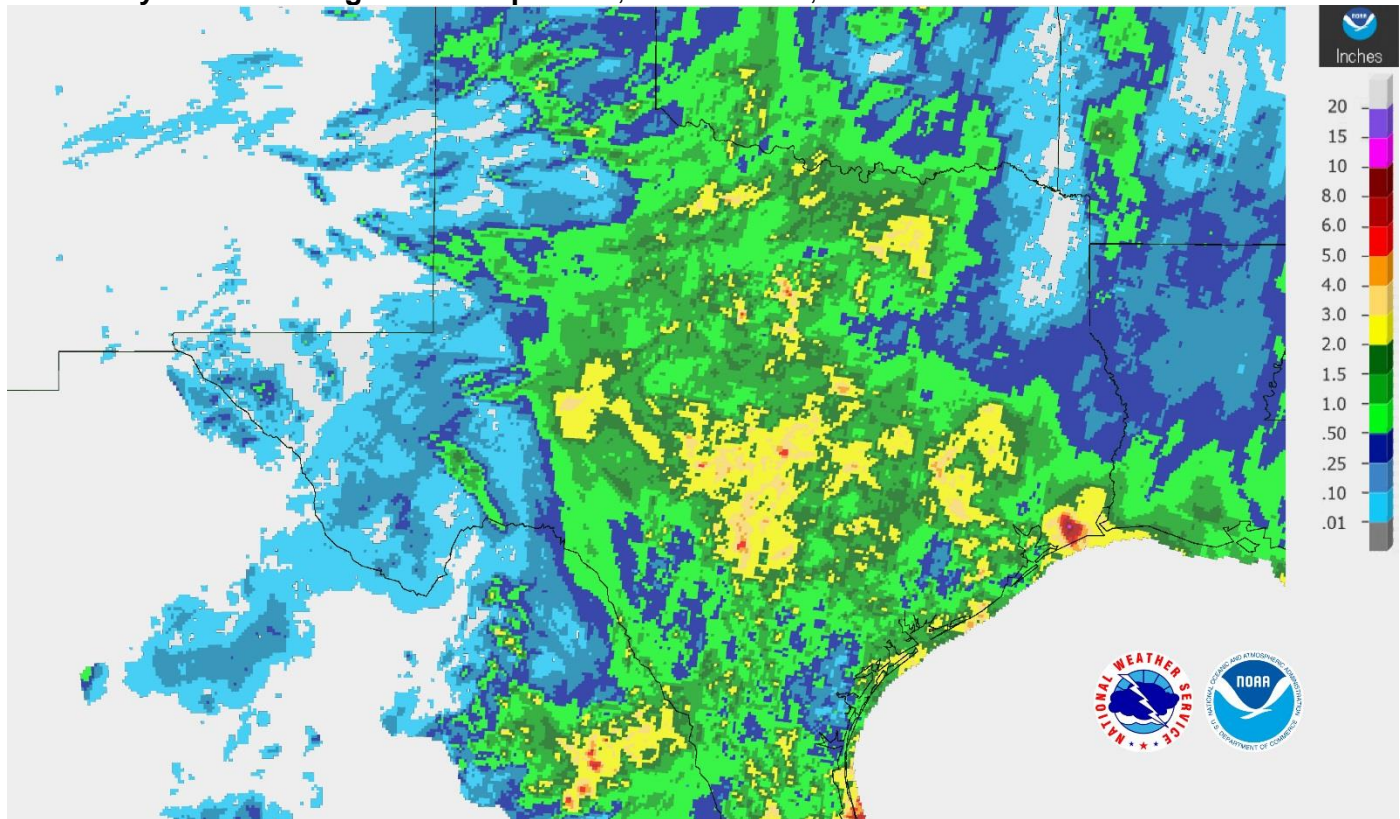 NOAA
Inches
20
15
10
8.0
6.0
5.0
4.0
3.0
2.0
1.5
1.0
.50
.25
.10
.01
NATIONAL WEATHER SERVICE
NATIONAL OCEANIC AND ATMOSPHERIC ADMINISTRATION
NOAA
U.S. DEPARTMENT OF COMMERCE